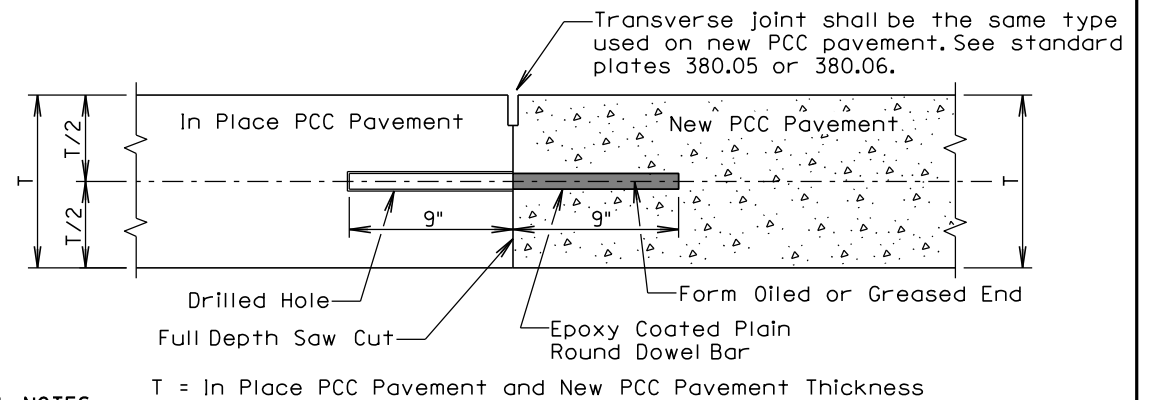 Transverse joint shall be the same type
used on new PCC pavement. See standard
plates 380.05 or 380.06.
In Place PCC Pavement
New PCC Pavement
T
T/2
T/2
T
9"
9"
Drilled Hole
Form Oiled or Greased End
Full Depth Saw Cut
Epoxy Coated Plain
Round Dowel Bar
T = In Place PCC Pavement and New PCC Pavement Thickness
NOTES